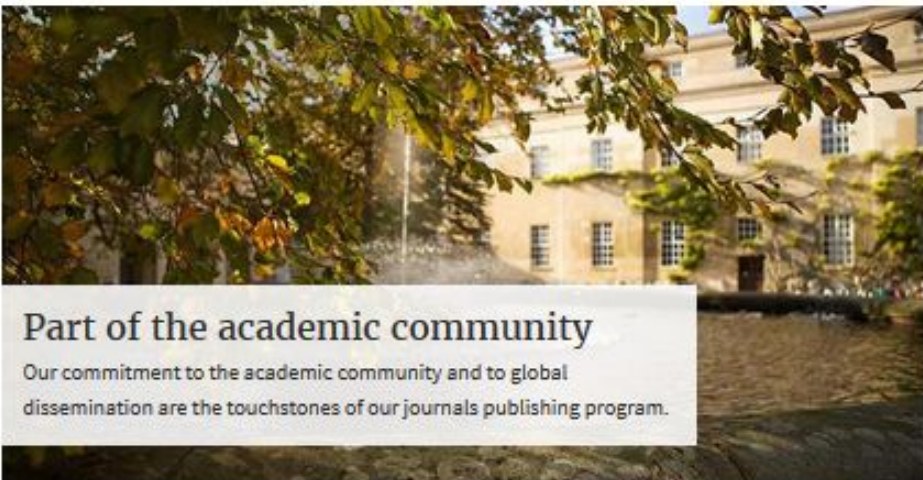 Part of the academic community
Our commitment to the academic community and to global
dissemination are the touchstones of our journals publishing program.